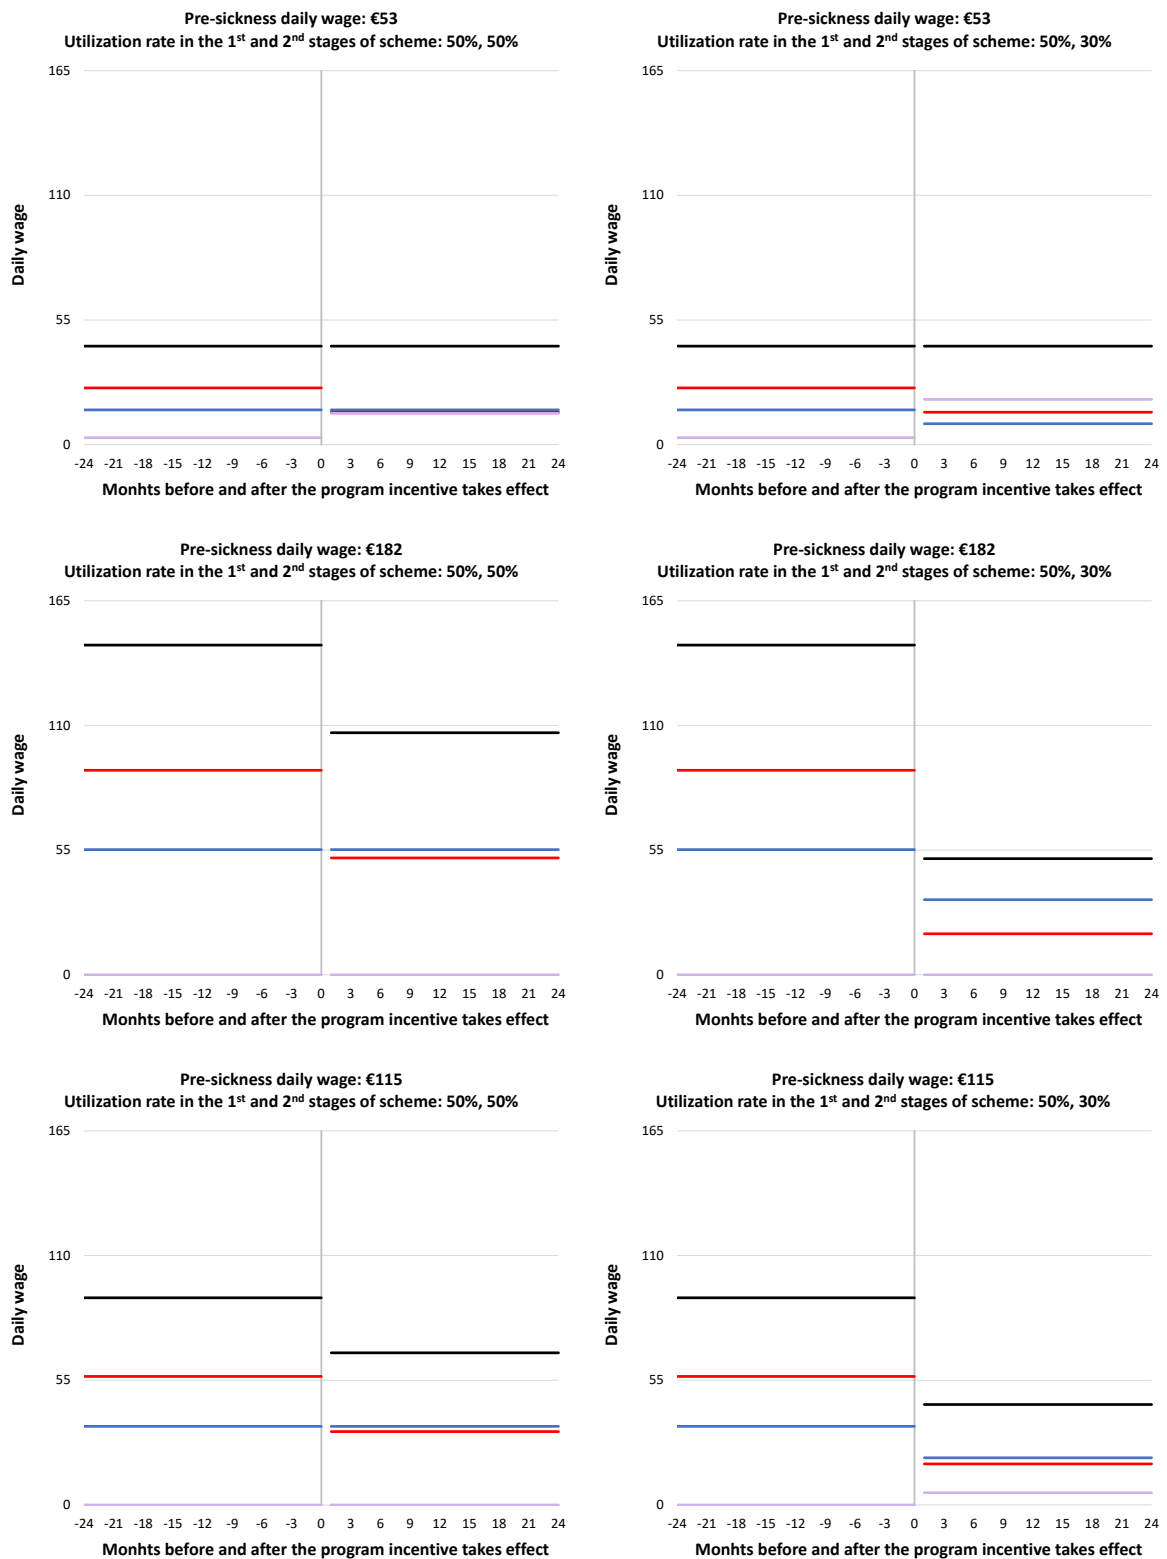 Pre-sickness daily wage: €53
Utilization rate in the 1st and 2nd stages of scheme: 50%, 50%
165
110
55
0
Daily wage
-24 -21 -18 -15 -12 -9 -6 -3 0 3 6 9 12 15 18 21 24
Monhts before and after the program incentive takes effect
Pre-sickness daily wage: €53
Utilization rate in the 1st and 2nd stages of scheme: 50%, 30%
165
110
55
0
Daily wage
-24 -21 -18 -15 -12 -9 -6 -3 0 3 6 9 12 15 18 21 24
Monhts before and after the program incentive takes effect
Pre-sickness daily wage: €182
Utilization rate in the 1st and 2nd stages of scheme: 50%, 50%
165
110
55
0
Daily wage
-24 -21 -18 -15 -12 -9 -6 -3 0 3 6 9 12 15 18 21 24
Monhts before and after the program incentive takes effect
Pre-sickness daily wage: €182
Utilization rate in the 1st and 2nd stages of scheme: 50%, 30%
165
110
55
0
Daily wage
-24 -21 -18 -15 -12 -9 -6 -3 0 3 6 9 12 15 18 21 24
Monhts before and after the program incentive takes effect
Pre-sickness daily wage: €115
Utilization rate in the 1st and 2nd stages of scheme: 50%, 50%
165
110
55
0
Daily wage
-24 -21 -18 -15 -12 -9 -6 -3 0 3 6 9 12 15 18 21 24
Monhts before and after the program incentive takes effect
Pre-sickness daily wage: €115
Utilization rate in the 1st and 2nd stages of scheme: 50%, 30%
165
110
55
0
Daily wage
-24 -21 -18 -15 -12 -9 -6 -3 0 3 6 9 12 15 18 21 24
Monhts before and after the program incentive takes effect